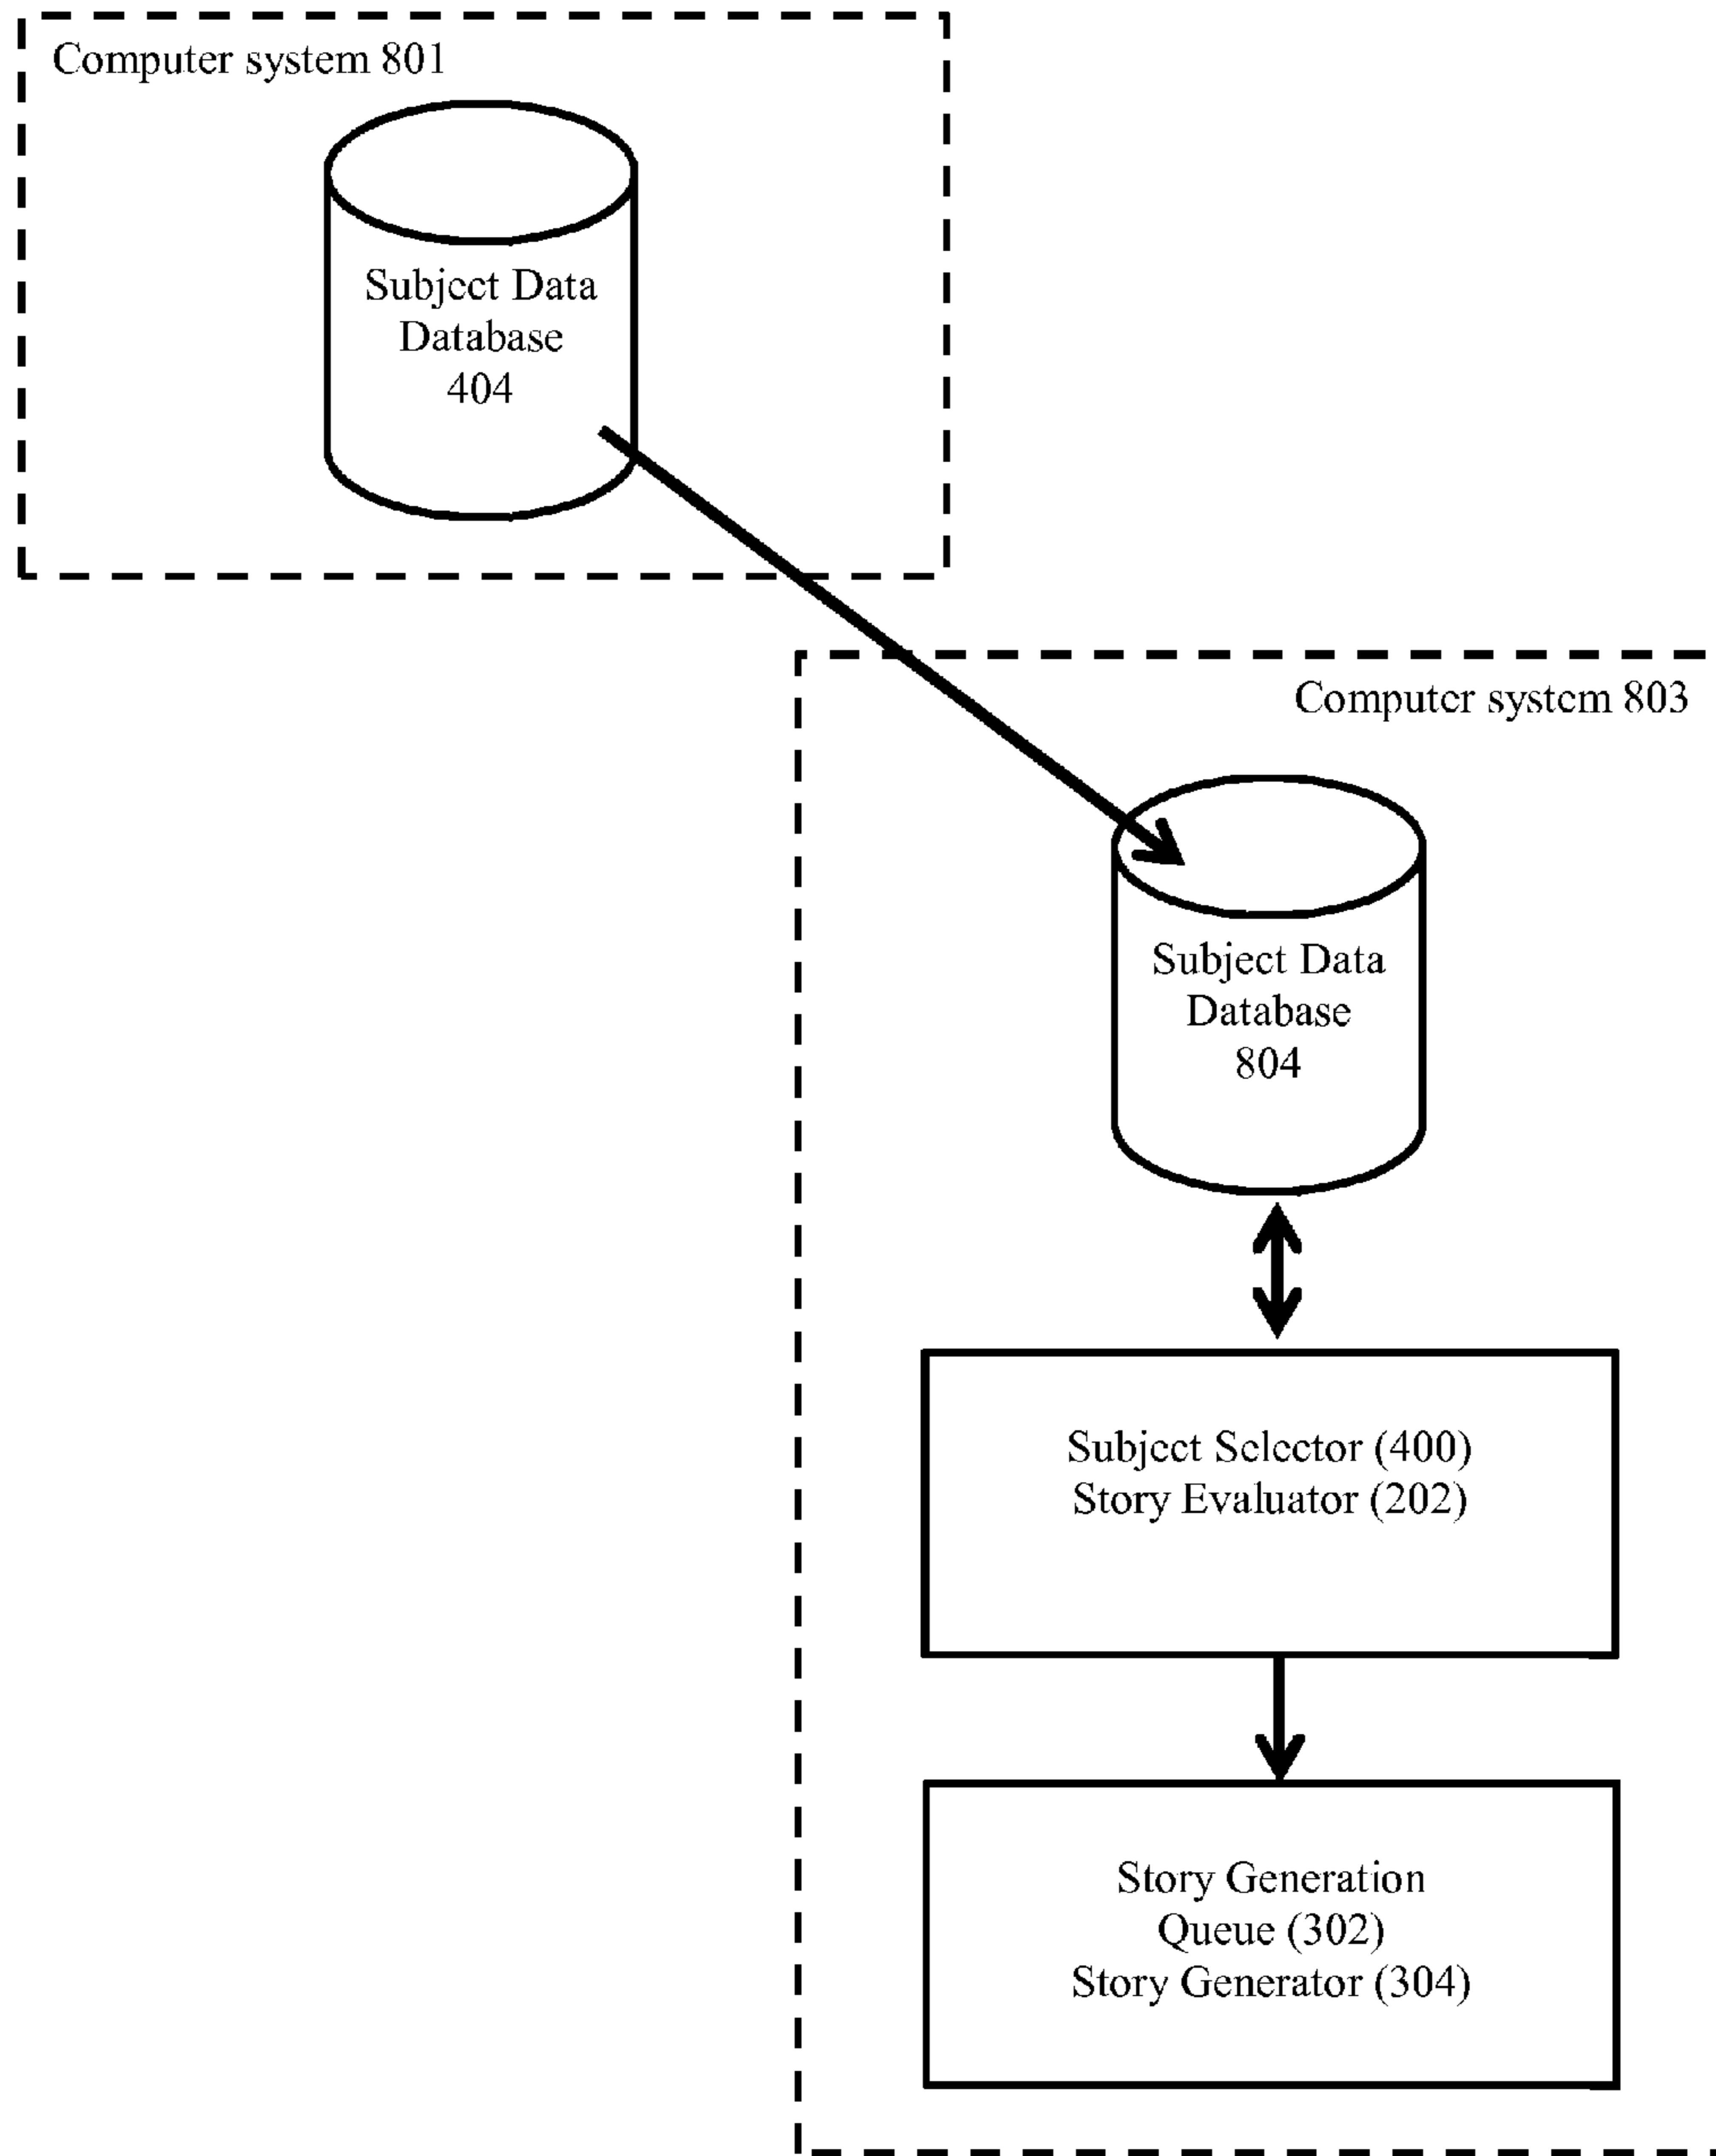 Computer system 801
Subject Data
Database
404
Computer system 803
Subject Data
Database
804
Subject Selector (400)
Story Evaluator (202)
Story Generation
Queue (302)
Story Generator (304)